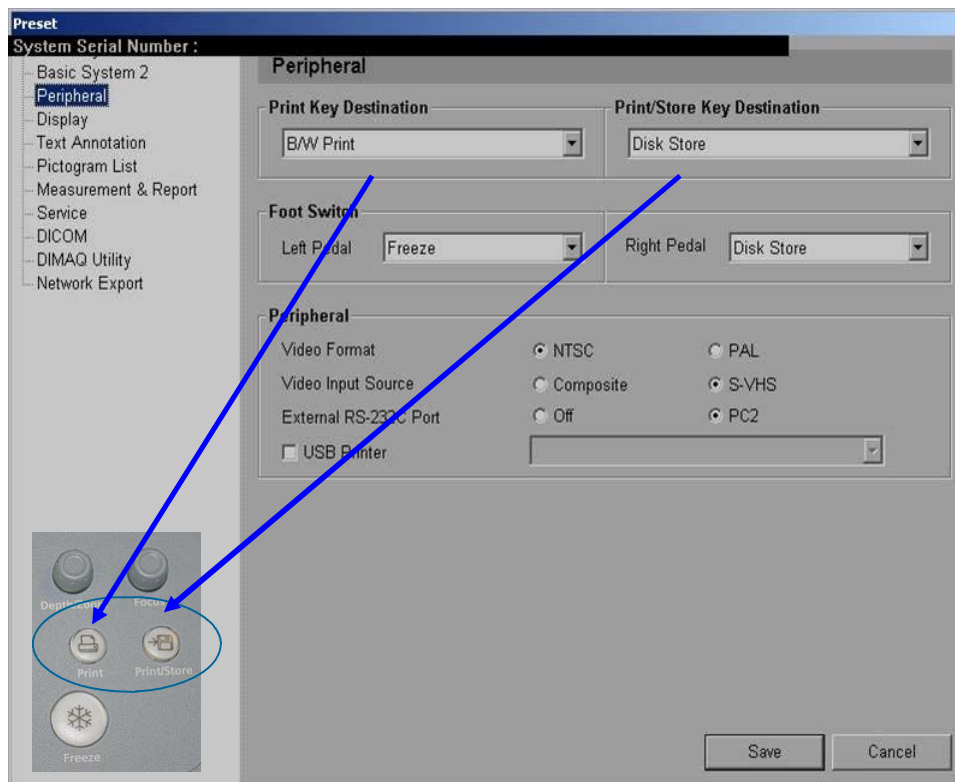 Preset
System Serial Number :
Basic System 2
Peripheral
Display
Text Annotation
Pictogram List
Measurement & Report
Service
DICOM
DIMAQ Utility
Network Export
Peripheral
Print Key Destination
B/W Print
Print/Store Key Destination
Disk Store
Foot Switch
Left Pedal
Freeze
Right Pedal
Disk Store
Peripheral
Video Format
NTSC
PAL
Video Input Source
Composite
S-VHS
External RS-232C Port
Off
PC2
USB Printer
Depth/Zoom
Focus
Print
Print/Store
Freeze
Save
Cancel